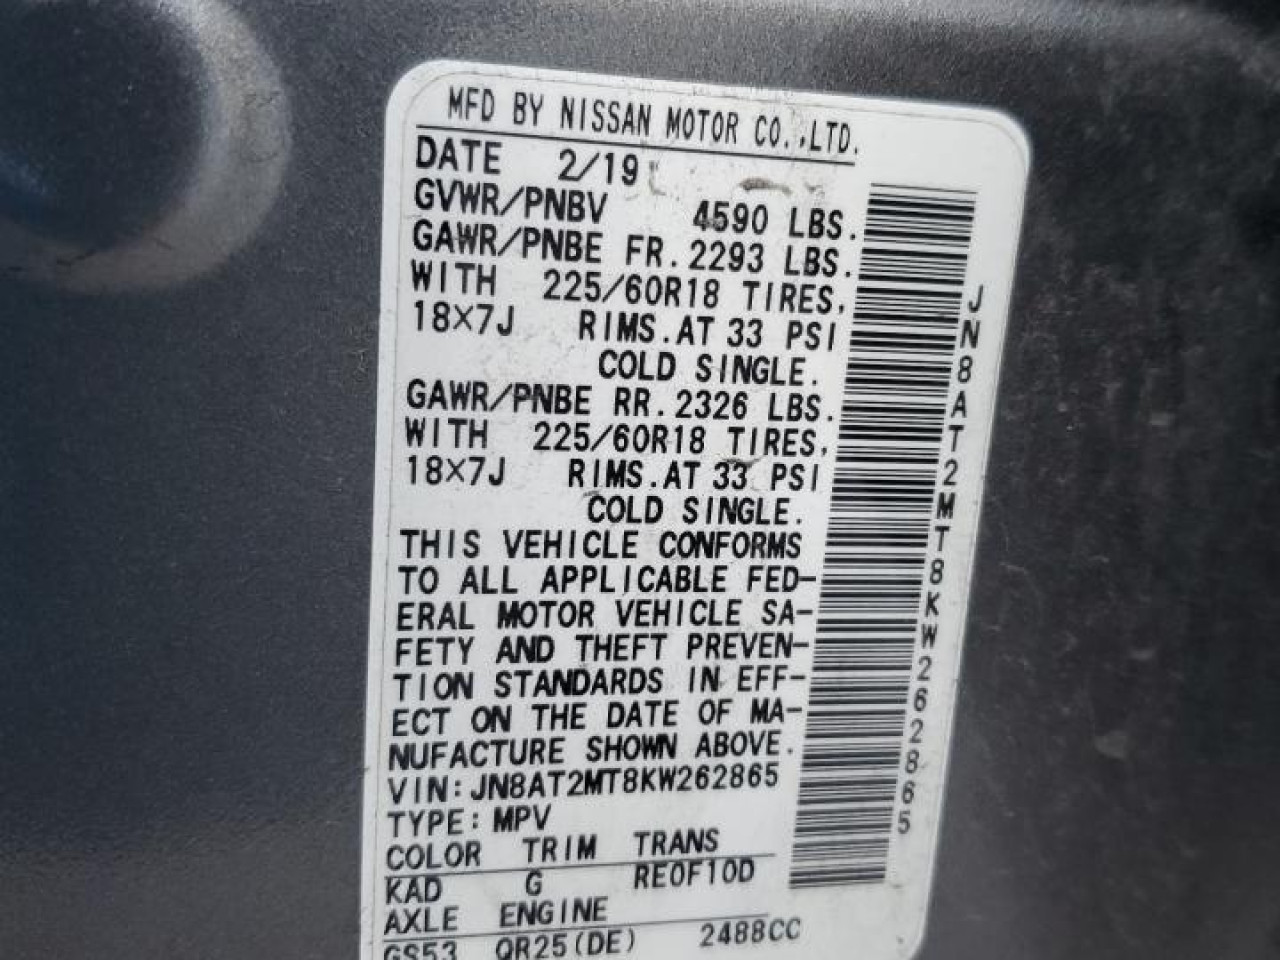 MFD BY NISSAN MOTOR CO.,LTD.
DATE 2/19
GVWR/PNBV 4590 LBS.
GAWR/PNBE FR. 2293 LBS.
WITH 225/60R18 TIRES,
18X7J RIMS. AT 33 PSI
COLD SINGLE.
GAWR/PNBE RR. 2326 LBS.
WITH 225/60R18 TIRES,
18X7J RIMS. AT 33 PSI
COLD SINGLE.
THIS VEHICLE CONFORMS
TO ALL APPLICABLE FED-
ERAL MOTOR VEHICLE SA-
FETY AND THEFT PREVEN-
TION STANDARDS IN EFF-
ECT ON THE DATE OF MA-
NUFACTURE SHOWN ABOVE.
VIN: JN8AT2MT8KW262865
TYPE: MPV
COLOR TRIM TRANS
KAD G RE0F10D
AXLE ENGINE
GS53 QR25(DE) 2488CC
JN8AT2MT8KW262865